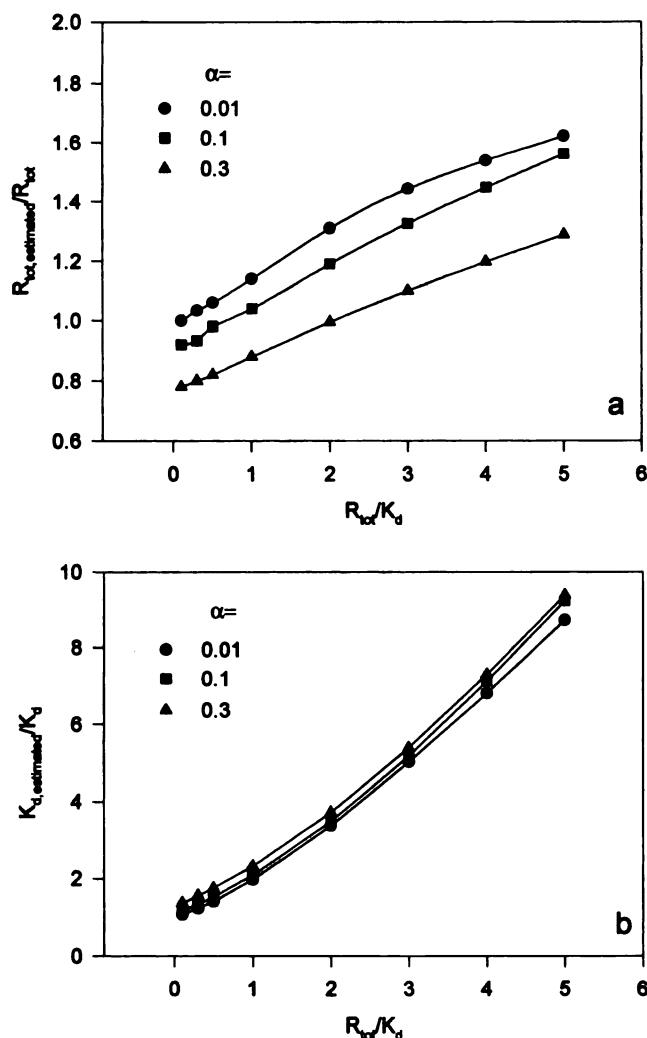 2.0
1.8
1.6
1.4
1.2
1.0
0.8
0.6
R_tot,estimated/R_tot
α=
0.01
0.1
0.3
a
0 1 2 3 4 5 6
R_tot/K_d
10
8
6
4
2
0
K_d,estimated/K_d
α=
0.01
0.1
0.3
b
0 1 2 3 4 5 6
R_tot/K_d